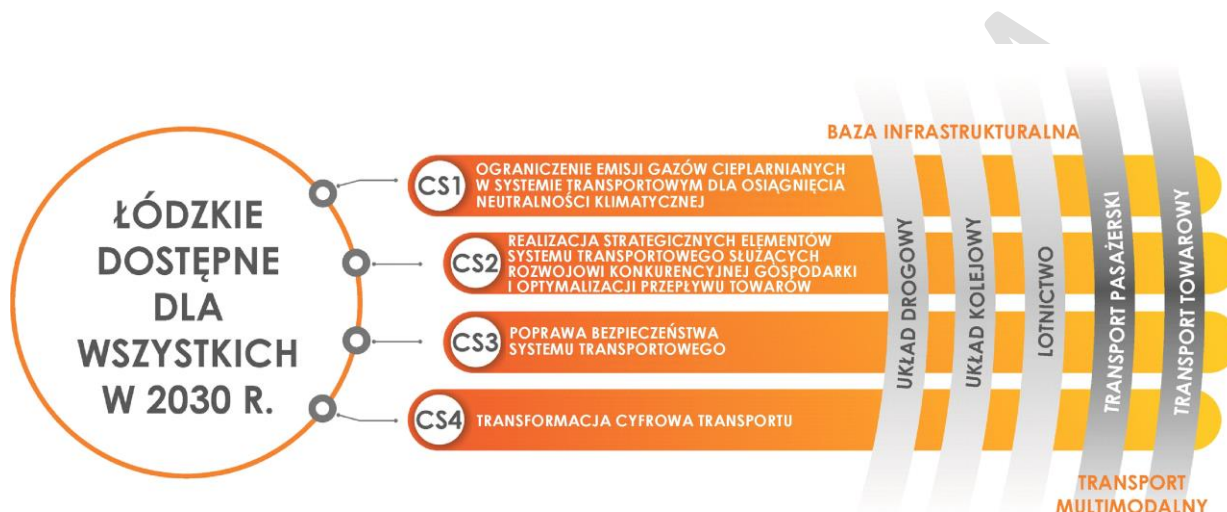 ŁÓDZKIE
DOSTĘPNE
DLA
WSZYSTKICH
W 2030 R.
BAZA INFRASTRUKTURALNA
CS1
OGRANICZENIE EMISJI GAZÓW CIEPLARNIANYCH
W SYSTEMIE TRANSPORTOWYM DLA OSIĄGNIĘCIA
NEUTRALNOŚCI KLIMATYCZNEJ
CS2
REALIZACJA STRATEGICZNYCH ELEMENTÓW
SYSTEMU TRANSPORTOWEGO SŁUŻĄCYCH
ROZWOJOWI KONKURENCYJNEJ GOSPODARKI
I OPTYMALIZACJI PRZEPŁYWU TOWARÓW
CS3
POPRAWA BEZPIECZEŃSTWA
SYSTEMU TRANSPORTOWEGO
CS4
TRANSFORMACJA CYFROWA TRANSPORTU
UKŁAD DROGOWY
UKŁAD KOLEJOWY
LOTNICTWO
TRANSPORT PASAŻERSKI
TRANSPORT TOWAROWY
TRANSPORT
MULTIMODALNY